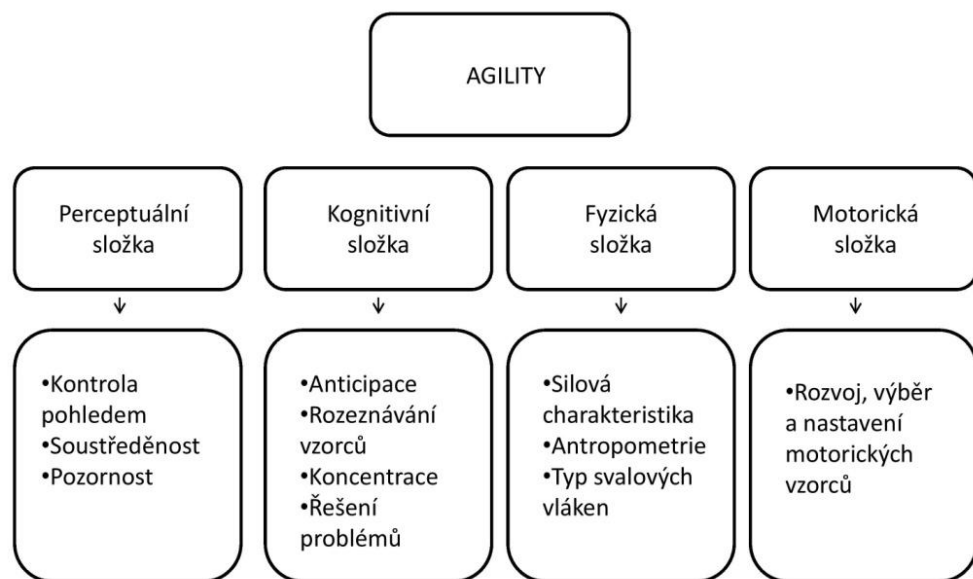 AGILITY
Perceptuální
složka
Kognitivní
složka
Fyzická
složka
Motorická
složka
•Kontrola
pohledem
•Soustředěnost
•Pozornost
•Anticipace
•Rozeznávání
vzorců
•Koncentrace
•Řešení
problémů
•Silová
charakteristika
•Antropometrie
•Typ svalových
vláken
•Rozvoj, výběr
a nastavení
motorických
vzorců